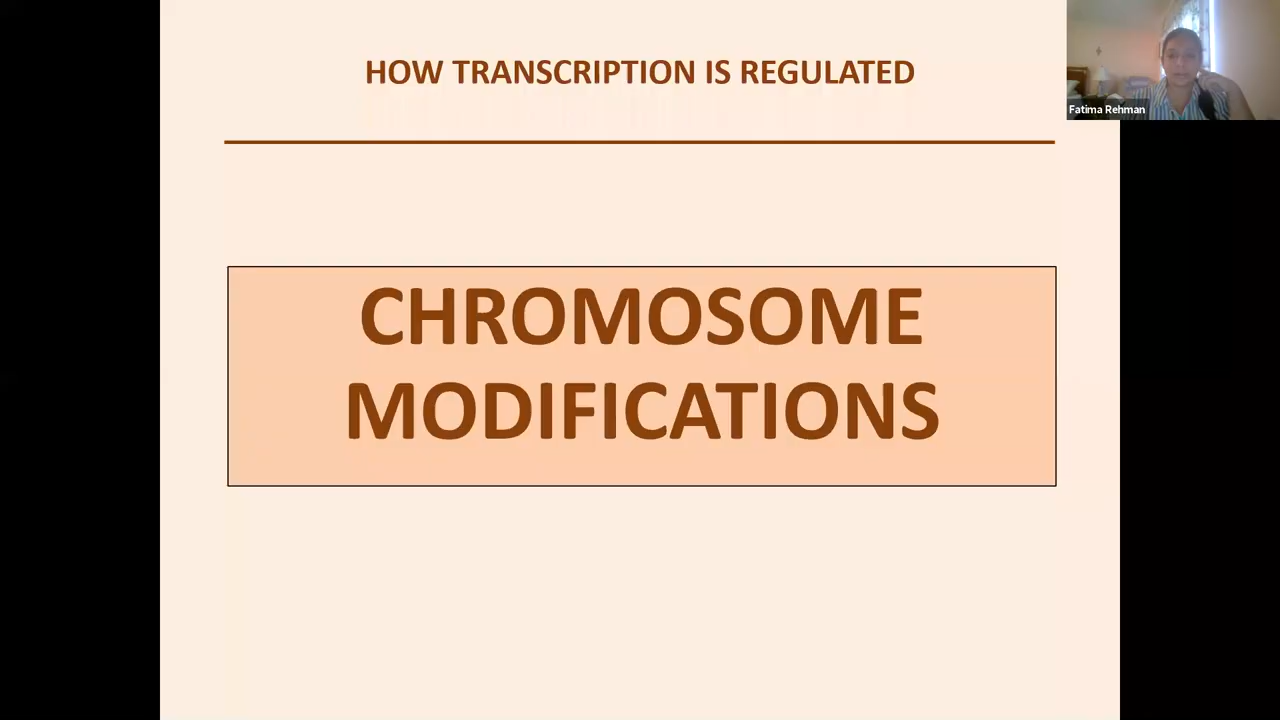 HOW TRANSCRIPTION IS REGULATED
Fatima Rehman
CHROMOSOME
MODIFICATIONS